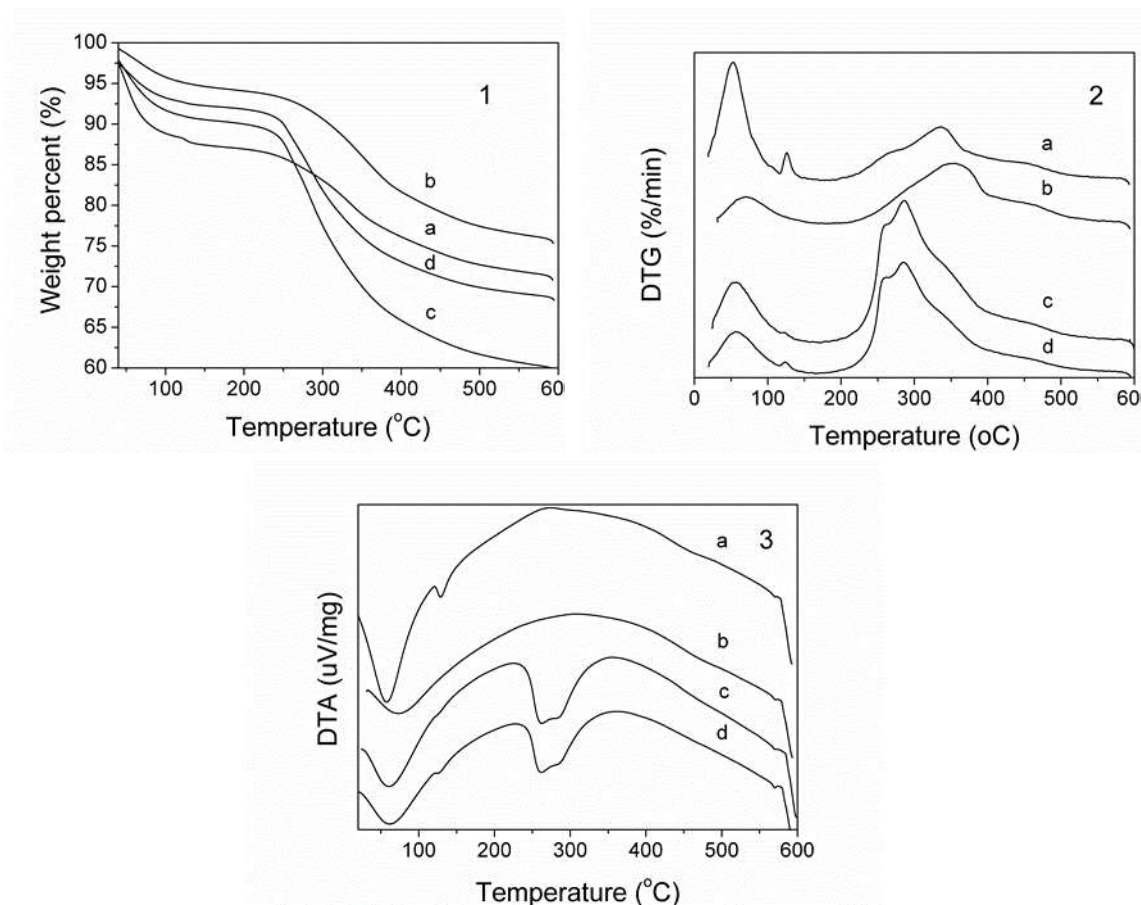 1
Weight percent (%)
100
95
90
85
80
75
70
65
60
b
a
d
c
100
200
300
400
500
60
Temperature (°C)
2
DTG (%/min)
a
b
c
d
0
100
200
300
400
500
60
Temperature (oC)
3
DTA (uV/mg)
a
b
c
d
100
200
300
400
500
600
Temperature (°C)